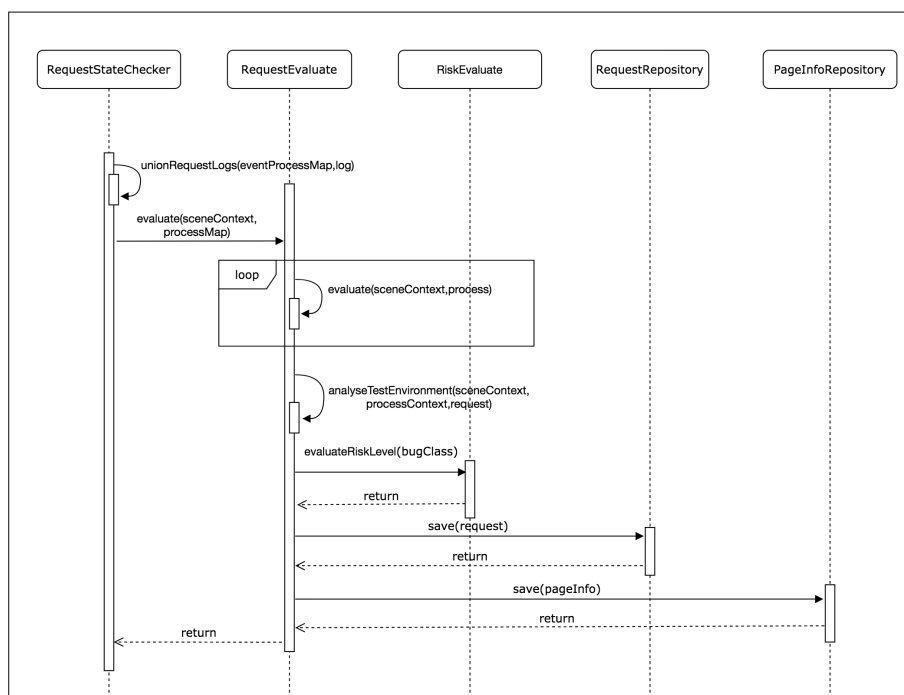 RequestStateChecker
RequestEvaluate
RiskEvaluate
RequestRepository
PageInfoRepository
unionRequestLogs(eventProcessMap,log)
evaluate(sceneContext,
processMap)
loop
evaluate(sceneContext,process)
analyseTestEnvironment(sceneContext,
processContext,request)
evaluateRiskLevel(bugClass)
return
save(request)
return
save(pageInfo)
return
return